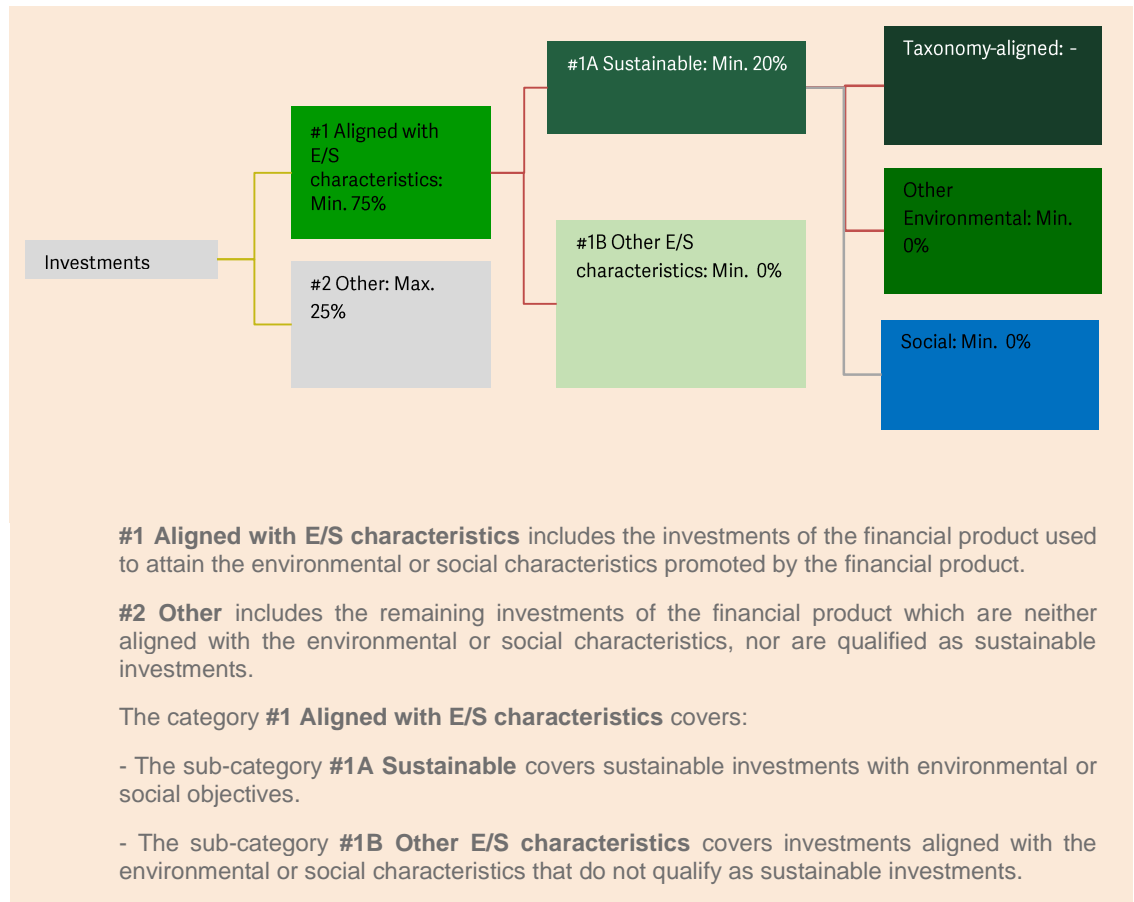 Investments
#1 Aligned with
E/S
characteristics:
Min. 75%
#2 Other: Max.
25%
#1A Sustainable: Min. 20%
#1B Other E/S
characteristics: Min. 0%
Taxonomy-aligned: -
Other
Environmental: Min.
0%
Social: Min. 0%
#1 Aligned with E/S characteristics includes the investments of the financial product used
to attain the environmental or social characteristics promoted by the financial product.
#2 Other includes the remaining investments of the financial product which are neither
aligned with the environmental or social characteristics, nor are qualified as sustainable
investments.
The category #1 Aligned with E/S characteristics covers:
- The sub-category #1A Sustainable covers sustainable investments with environmental or
social objectives.
- The sub-category #1B Other E/S characteristics covers investments aligned with the
environmental or social characteristics that do not qualify as sustainable investments.